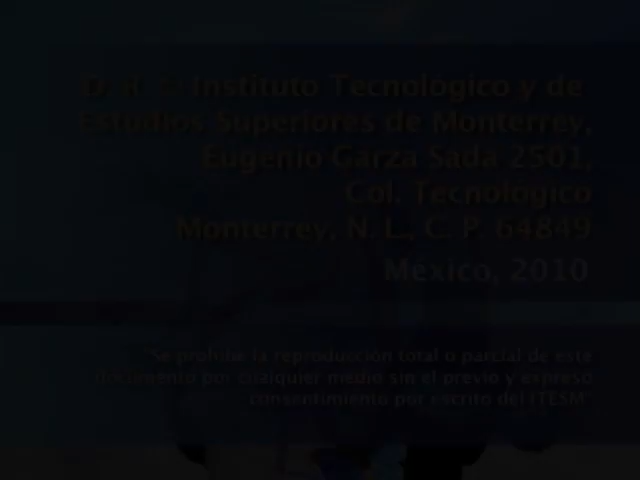 D. R. © Instituto Tecnológico y de
Estudios Superiores de Monterrey,
Eugenio Garza Sada 2501,
Col. Tecnológico
Monterrey, N. L., C. P. 64849
México, 2010
"Se prohíbe la reproducción total o parcial de este
documento por cualquier medio sin el previo y expreso
consentimiento por escrito del ITESM"